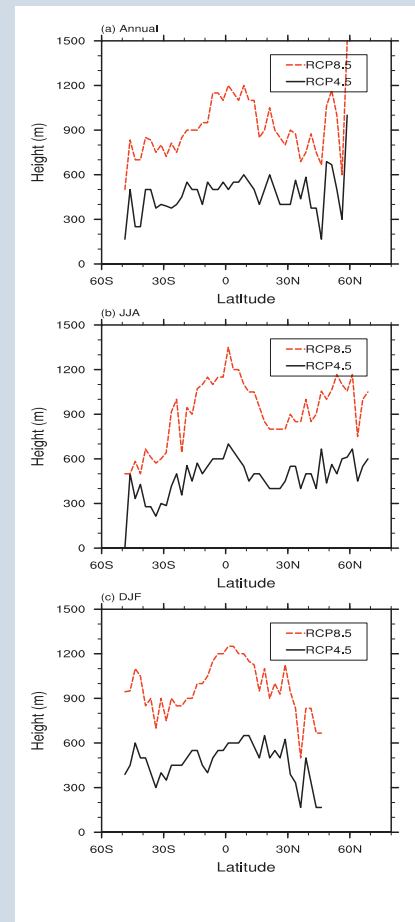 (a) Annual
1500
1200
900
600
300
0
Height (m)
RCP8.5
RCP4.5
60S 30S 0 30N 60N
Latitude
(b) JJA
1500
1200
900
600
300
0
Height (m)
RCP8.5
RCP4.5
60S 30S 0 30N 60N
Latitude
(c) DJF
1500
1200
900
600
300
0
Height (m)
RCP8.5
RCP4.5
60S 30S 0 30N 60N
Latitude